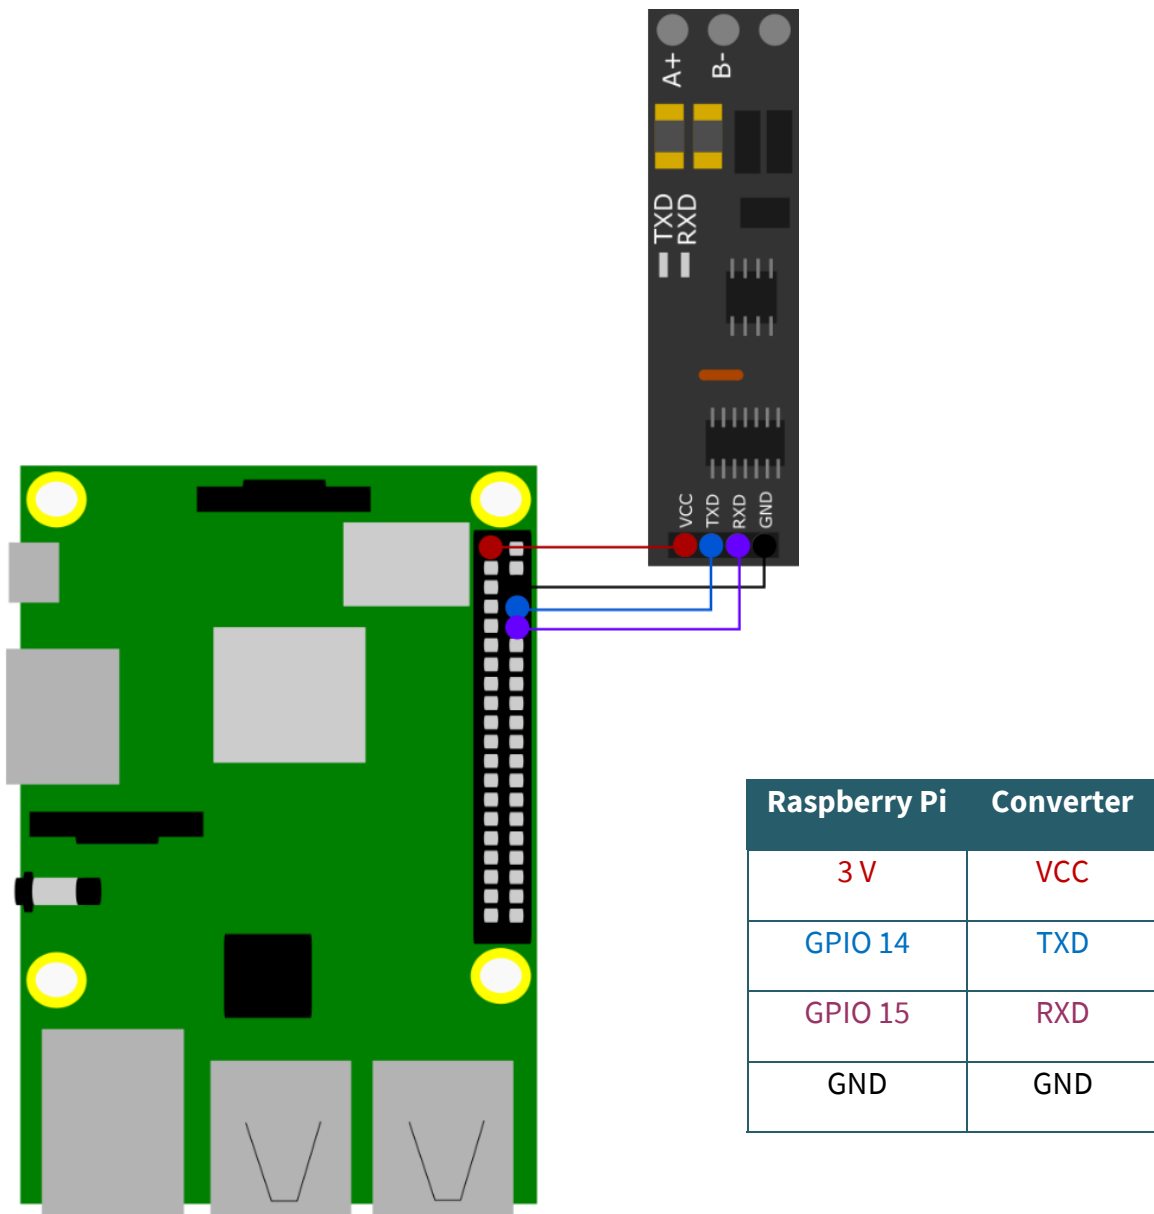 A+ B-
TXD
RXD
VCC TXD RXD GND
Raspberry Pi Converter
3 V VCC
GPIO 14 TXD
GPIO 15 RXD
GND GND